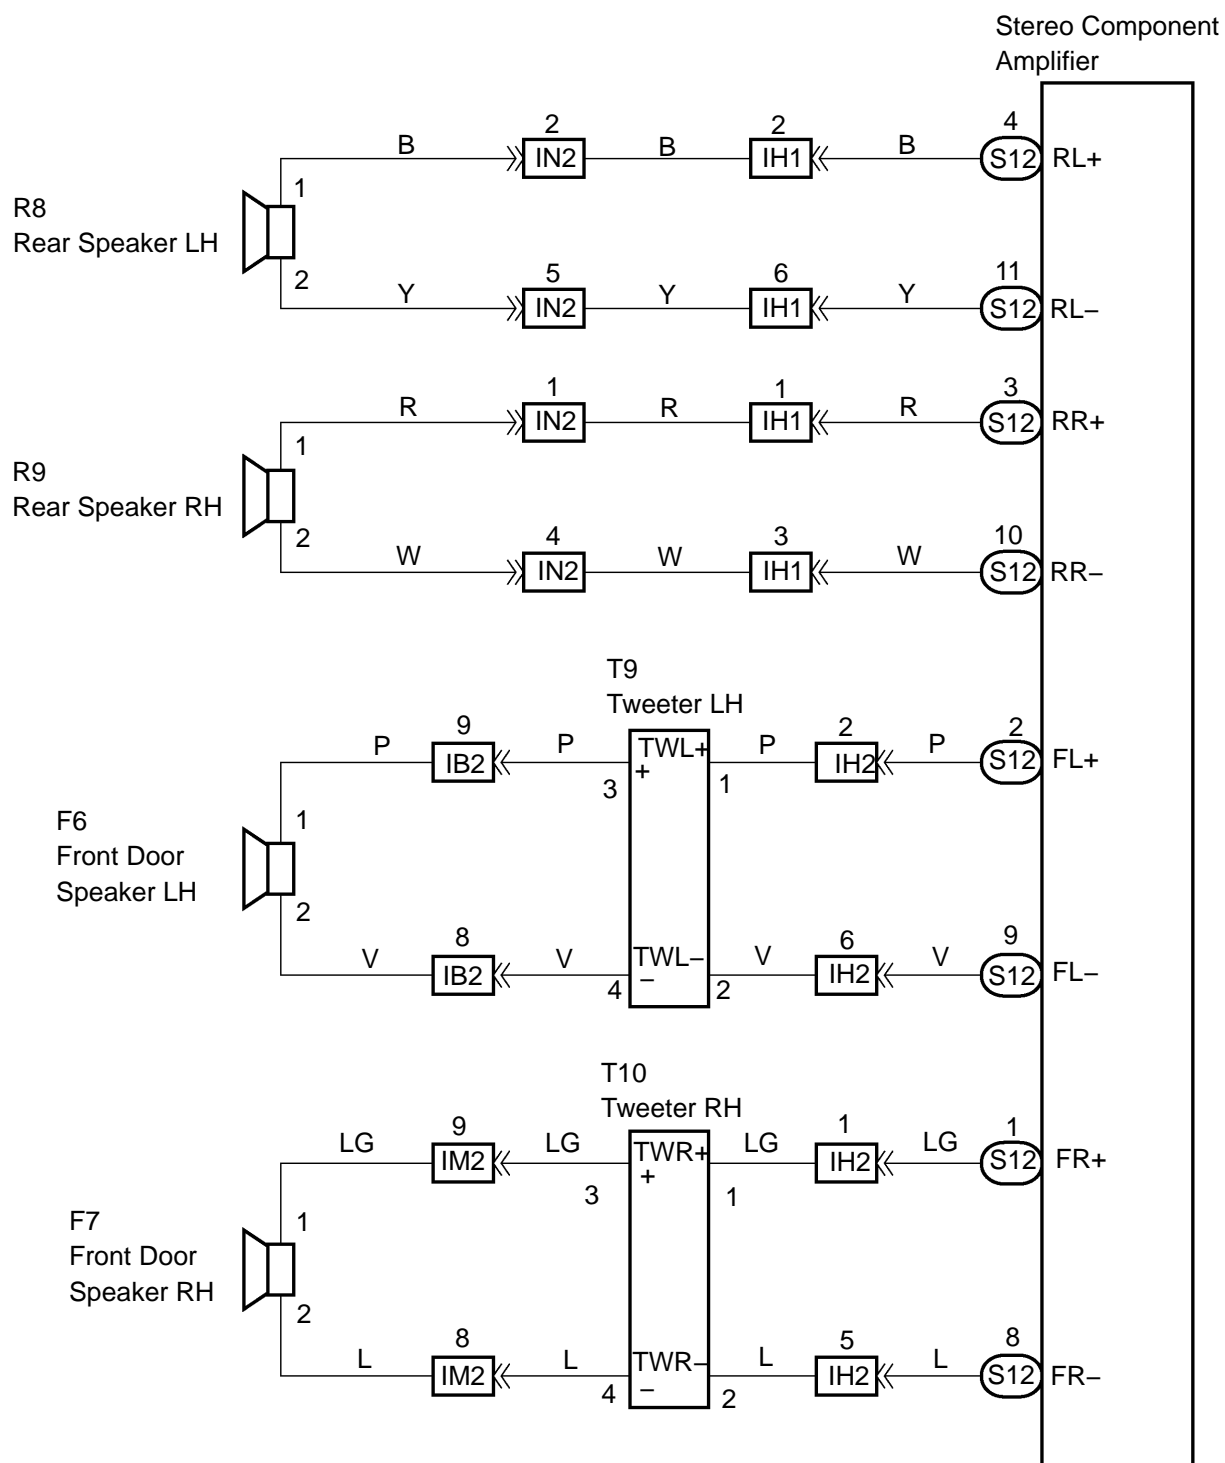 Stereo Component
Amplifier
2 2 4
B IN2 B IH1 B S12 RL+
1
R8
Rear Speaker LH
2
5 6 11
Y IN2 Y IH1 Y S12 RL–
1 1 3
R IN2 R IH1 R S12 RR+
1
R9
Rear Speaker RH
2
4 3 10
W IN2 W IH1 W S12 RR–
T9
Tweeter LH
9 2 2
P IB2 P TWL+ P IH2 P S12 FL+
+
3 1
1
F6
Front Door
Speaker LH
2
8 6 9
V IB2 V TWL– V IH2 V S12 FL–
4 – 2
T10
Tweeter RH
9 1 1
LG IM2 LG TWR+ LG IH2 LG S12 FR+
+
3 1
1
F7
Front Door
Speaker RH
2
8 5 8
L IM2 L TWR– L IH2 L S12 FR–
4 – 2